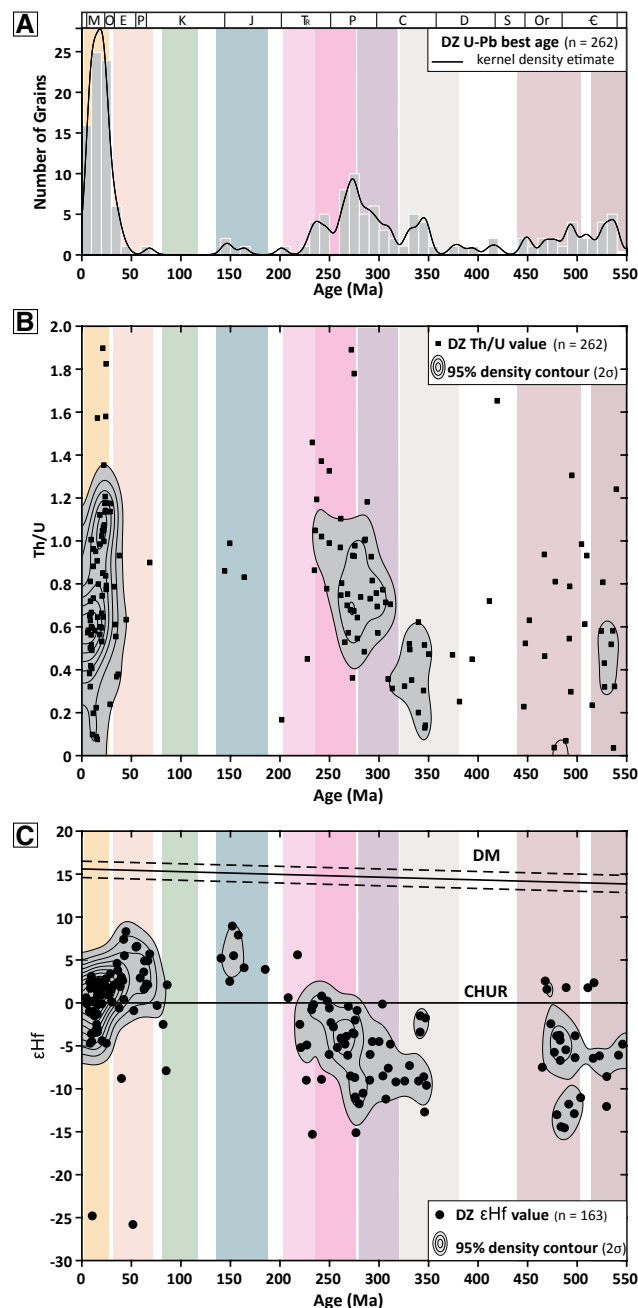 A
M O E P K J TR P C D S Or Є
DZ U-Pb best age (n = 262)
kernel density etimate
Number of Grains
25
20
15
10
5
0
0 50 100 150 200 250 300 350 400 450 500 550
Age (Ma)
B
DZ Th/U value (n = 262)
95% density contour (2σ)
Th/U
2.0
1.8
1.6
1.4
1.2
1.0
0.8
0.6
0.4
0.2
0
0 50 100 150 200 250 300 350 400 450 500 550
Age (Ma)
C
DM
CHUR
εHf
20
15
10
5
0
-5
-10
-15
-20
-25
-30
DZ εHf value (n = 163)
95% density contour (2σ)
0 50 100 150 200 250 300 350 400 450 500 550
Age (Ma)